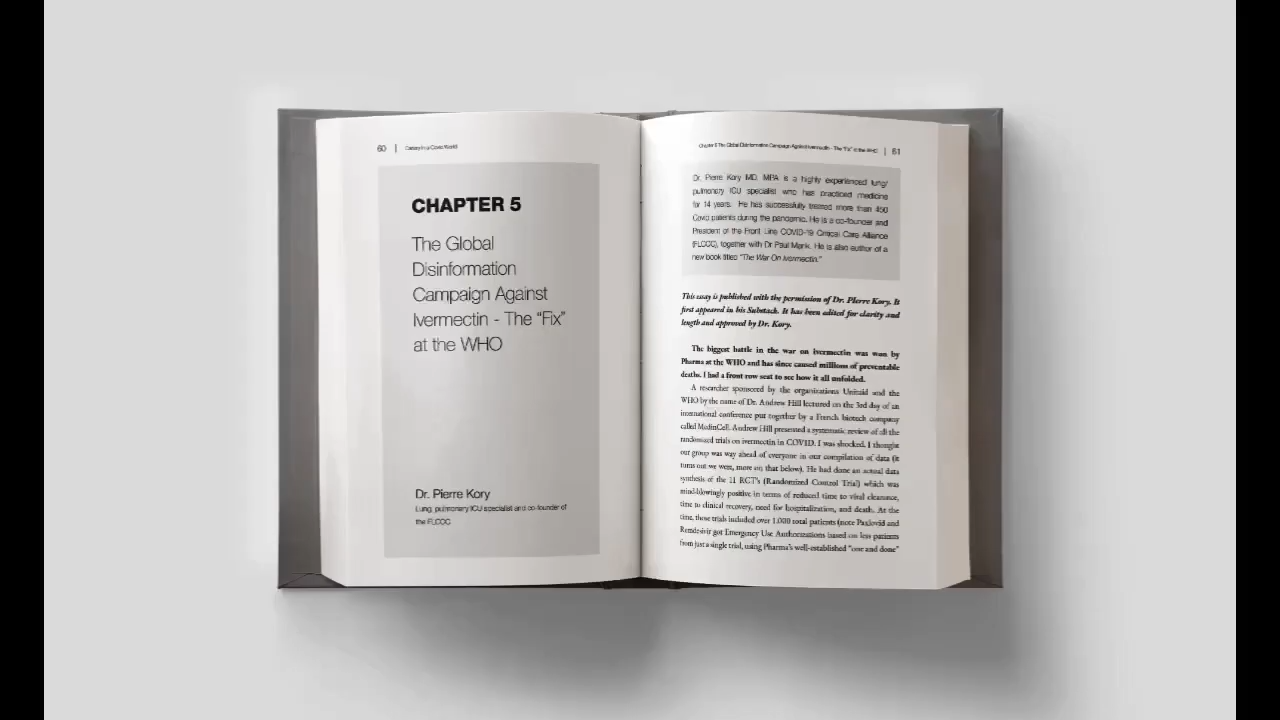 60 | Canary In a Covid World
CHAPTER 5
The Global
Disinformation
Campaign Against
Ivermectin - The “Fix”
at the WHO
Dr. Pierre Kory
Lung, pulmonary ICU specialist and co-founder of
the FLCCC
Chapter 5 The Global Disinformation Campaign Against Ivermectin - The “Fix” at the WHO | 61
Dr. Pierre Kory MD, MPA is a highly experienced lung/
pulmonary ICU specialist who has practiced medicine
for 14 years. He has successfully treated more than 450
Covid patients during the pandemic. He is a co-founder and
President of the Front Line COVID-19 Critical Care Alliance
(FLCCC), together with Dr Paul Marik. He is also author of a
new book titled “The War On Ivermectin.”
This essay is published with the permission of Dr. Pierre Kory. It
first appeared in his Substack. It has been edited for clarity and
length and approved by Dr. Kory.
The biggest battle in the war on ivermectin was won by
Pharma at the WHO and has since caused millions of preventable
deaths. I had a front row seat to see how it all unfolded.
A researcher sponsored by the organizations Unitaid and the
WHO by the name of Dr. Andrew Hill lectured on the 3rd day of an
international conference put together by a French biotech company
called MedinCell. Andrew Hill presented a systematic review of all the
randomized trials on ivermectin in COVID. I was shocked. I thought
our group was way ahead of everyone in our compilation of data (it
turns out we were, more on that below). He had done an actual data
synthesis of the 11 RCT's (Randomized Control Trial) which was
mind-blowingly positive in terms of reduced time to viral clearance,
time to clinical recovery, need for hospitalization, and death. At the
time, those trials included over 1,000 total patients (note Paxlovid and
Remdesivir got Emergency Use Authorizations based on less patients
from just a single trial, using Pharma's well-established “one and done”